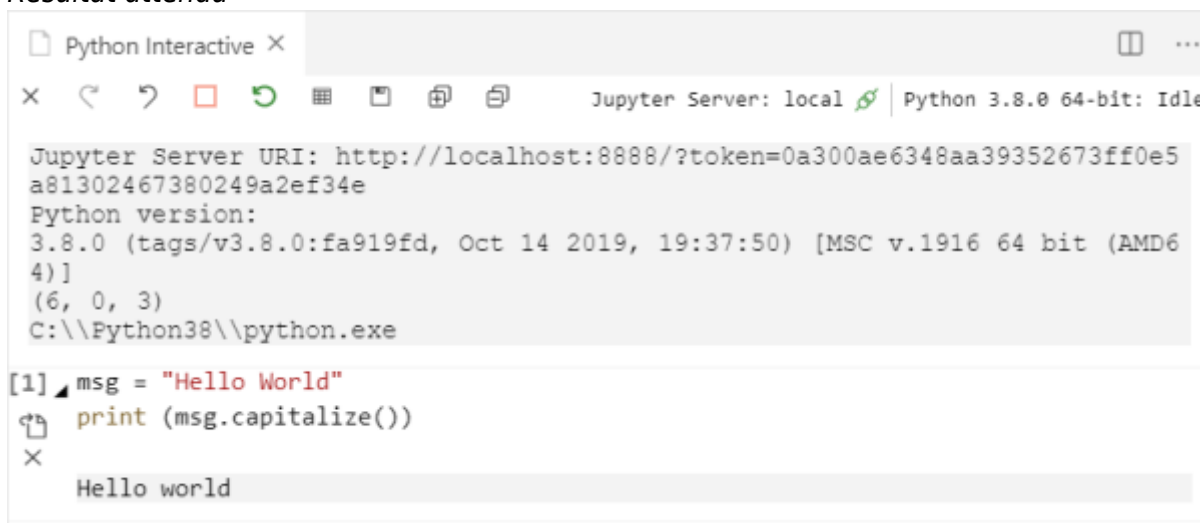 Python Interactive
Jupyter Server: local Python 3.8.0 64-bit: Idle
Jupyter Server URI: http://localhost:8888/?token=0a300ae6348aa39352673ff0e5
a81302467380249a2ef34e
Python version:
3.8.0 (tags/v3.8.0:fa919fd, Oct 14 2019, 19:37:50) [MSC v.1916 64 bit (AMD6
4)]
(6, 0, 3)
C:\\Python38\\python.exe
[1] msg = "Hello World"
print (msg.capitalize())
Hello world